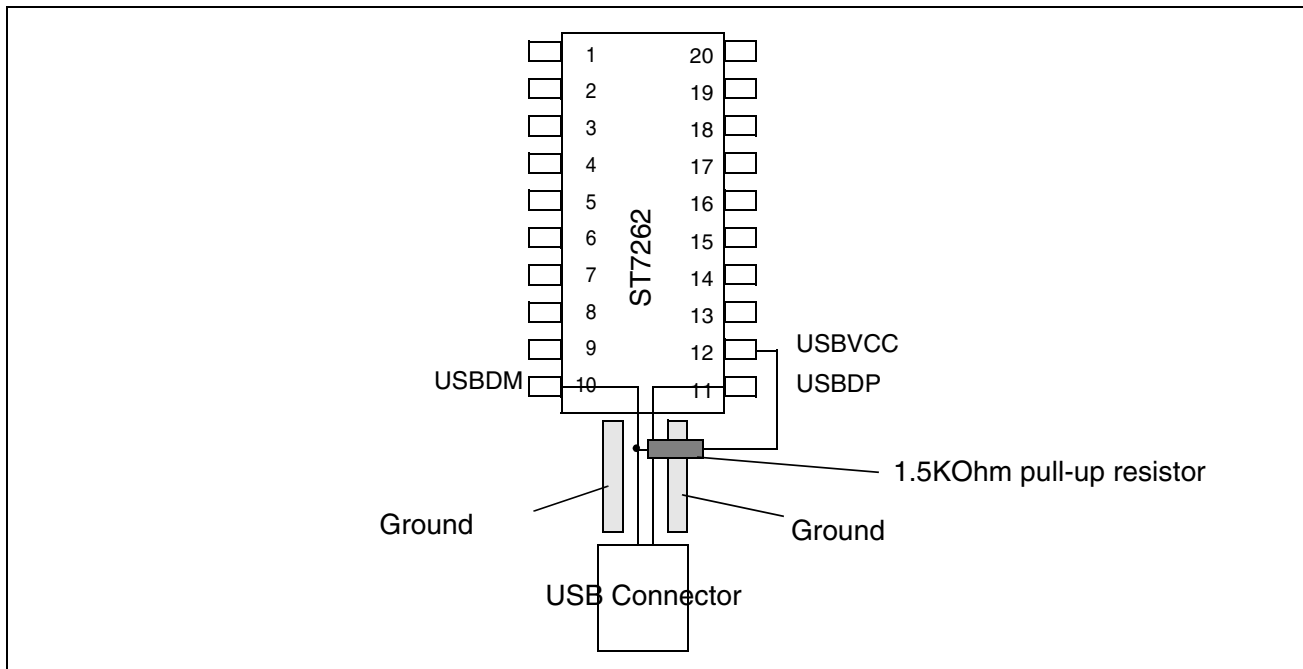 1 20
2 19
3 18
4 17
5 16
6 15
7 14
8 13
9 12 USBVCC
USBDM 10 11 USBDP
ST7262
1.5KOhm pull-up resistor
Ground Ground
USB Connector